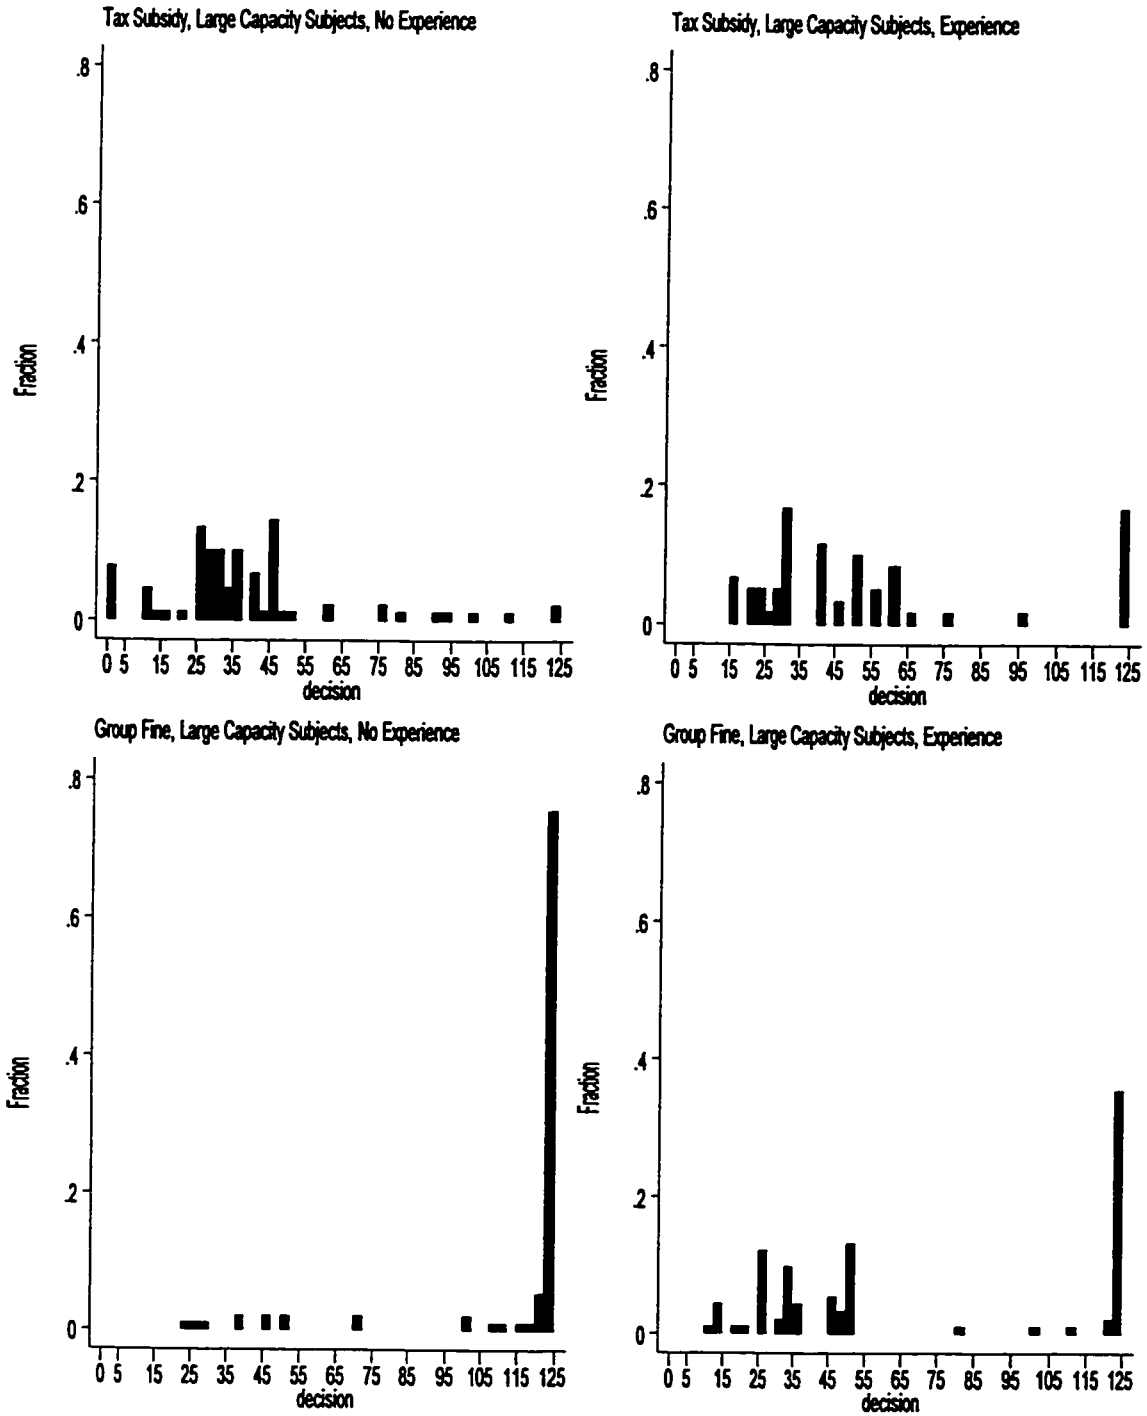 Tax Subsidy, Large Capacity Subjects, No Experience
.8
.6
.4
.2
0
Fraction
0 5 15 25 35 45 55 65 75 85 95 105 115 125
decision
Tax Subsidy, Large Capacity Subjects, Experience
.8
.6
.4
.2
0
Fraction
0 5 15 25 35 45 55 65 75 85 95 105 115 125
decision
Group Fine, Large Capacity Subjects, No Experience
.8
.6
.4
.2
0
Fraction
0 5 15 25 35 45 55 65 75 85 95 105 115 125
decision
Group Fine, Large Capacity Subjects, Experience
.8
.6
.4
.2
0
Fraction
0 5 15 25 35 45 55 65 75 85 95 105 115 125
decision